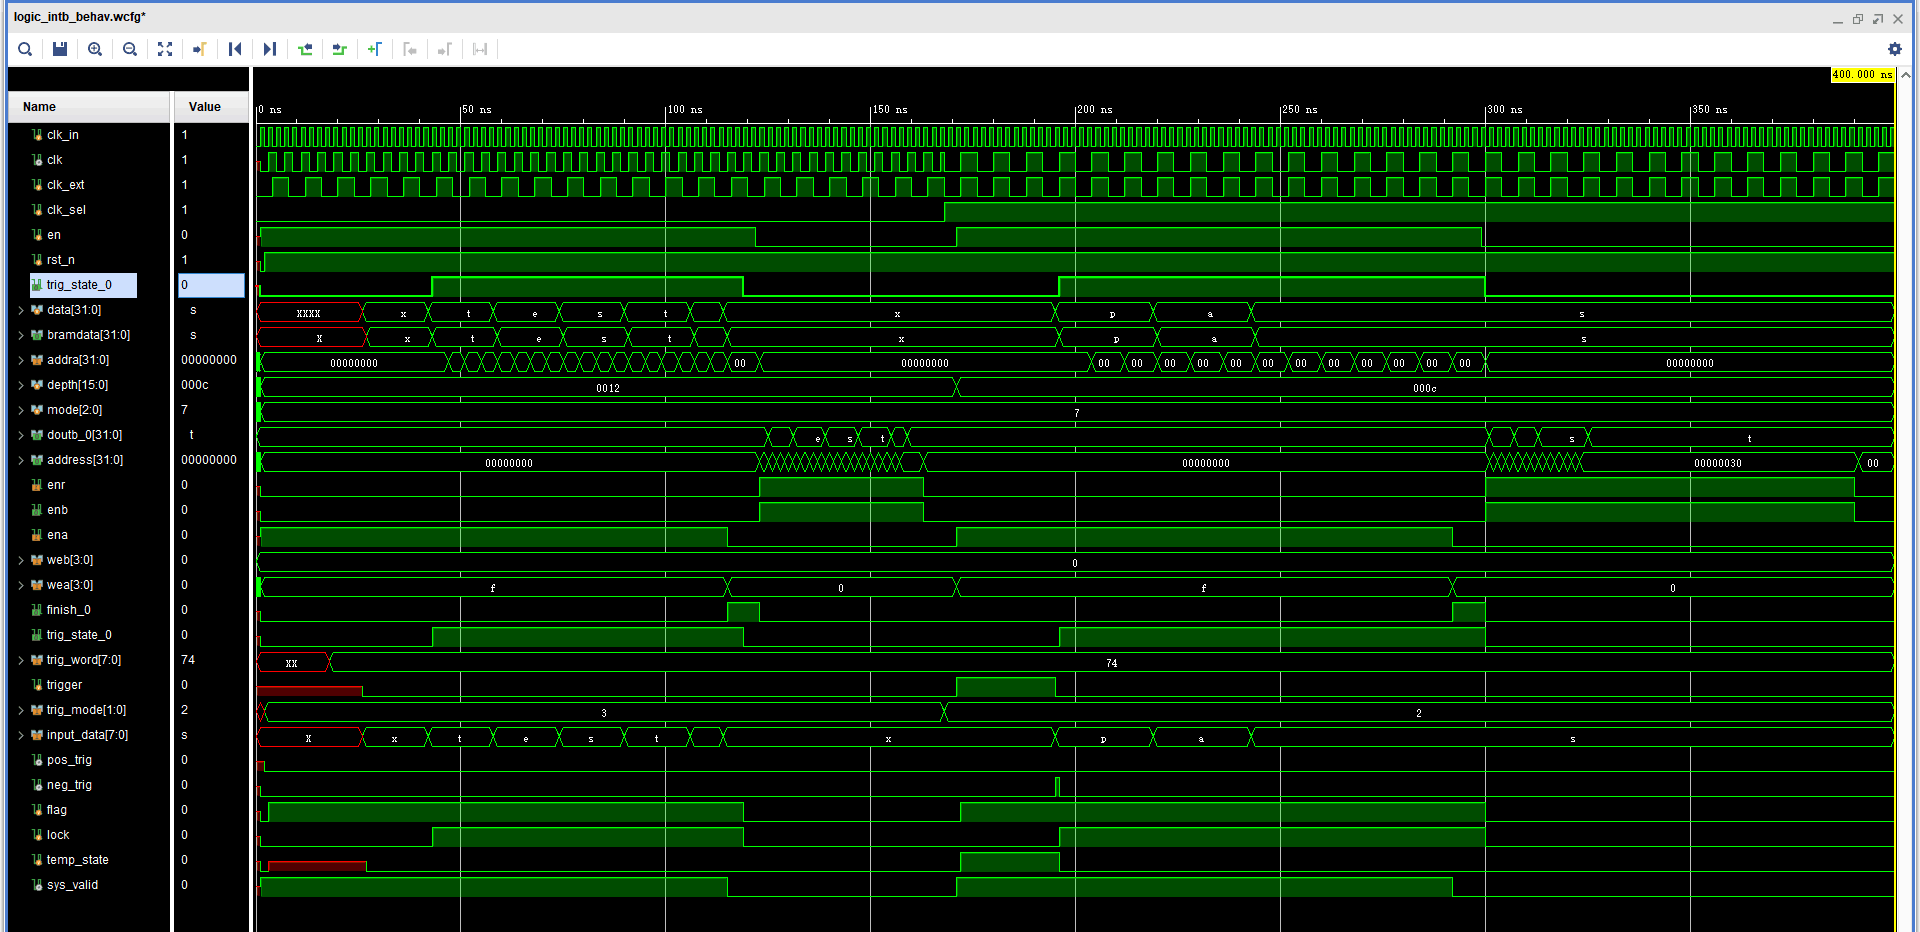 logic_intb_behav.wcfg*
400.000 ns
Name Value
0 ns 50 ns 100 ns 150 ns 200 ns 250 ns 300 ns 350 ns
clk_in 1
clk 1
clk_ext 1
clk_sel 1
en 0
rst_n 1
trig_state_0 0
data[31:0] s XXXX x t e s t x p a s
bramdata[31:0] s X x t e s t x p a s
addra[31:0] 00000000 00000000 00 00000000 00 00 00 00 00 00 00 00 00 00 00 00 00000000
depth[15:0] 000c 0012 000c
mode[2:0] 7 7
doutb_0[31:0] t e s t s t
address[31:0] 00000000 00000000 00000000 00000030 00
enr 0
enb 0
ena 0
web[3:0] 0 0
wea[3:0] 0 f 0 f 0
finish_0 0
trig_state_0 0
trig_word[7:0] 74 XX 74
trigger 0
trig_mode[1:0] 2 3 2
input_data[7:0] s X x t e s t x p a s
pos_trig 0
neg_trig 0
flag 0
lock 0
temp_state 0
sys_valid 0